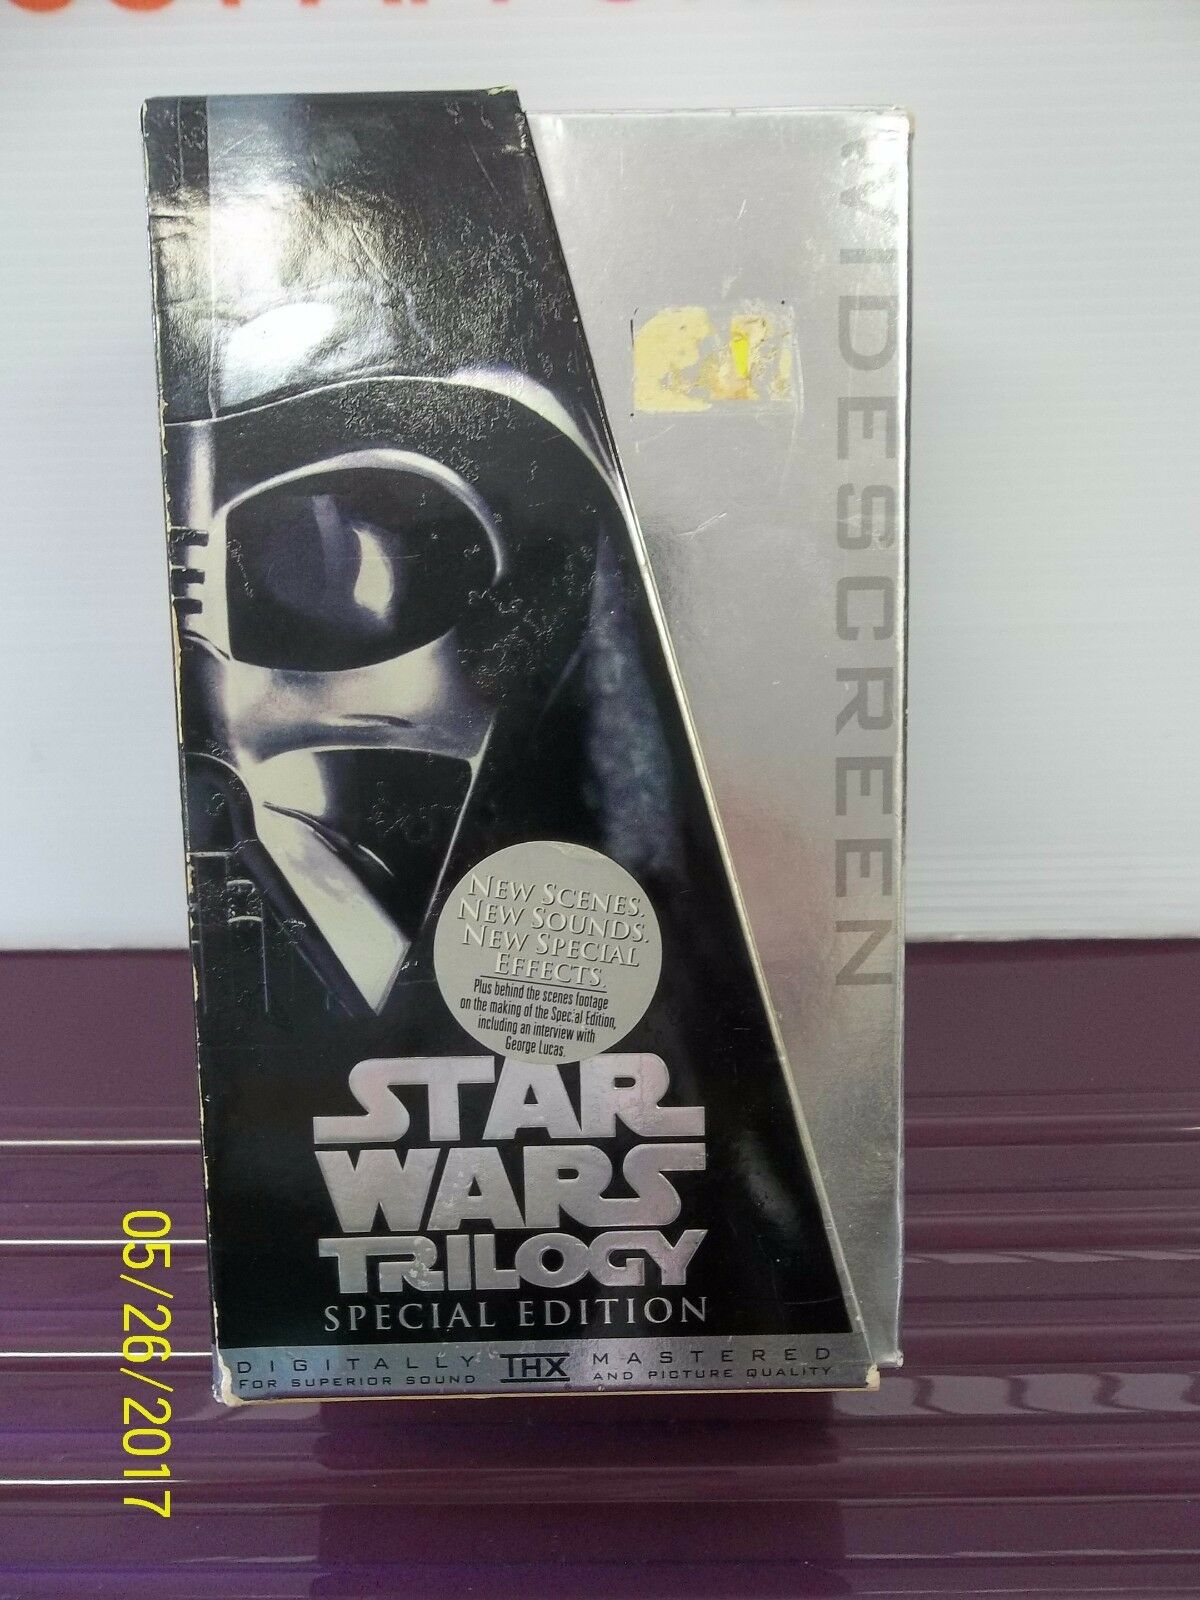 WIDESCREEN
NEW SCENES.
NEW SOUNDS.
NEW SPECIAL
EFFECTS.
Plus behind the scenes footage
on the making of the Special Edition,
including an interview with
George Lucas.
STAR
WARS
TRILOGY
SPECIAL EDITION
DIGITALLY THX MASTERED
FOR SUPERIOR SOUND AND PICTURE QUALITY
05/26/2017